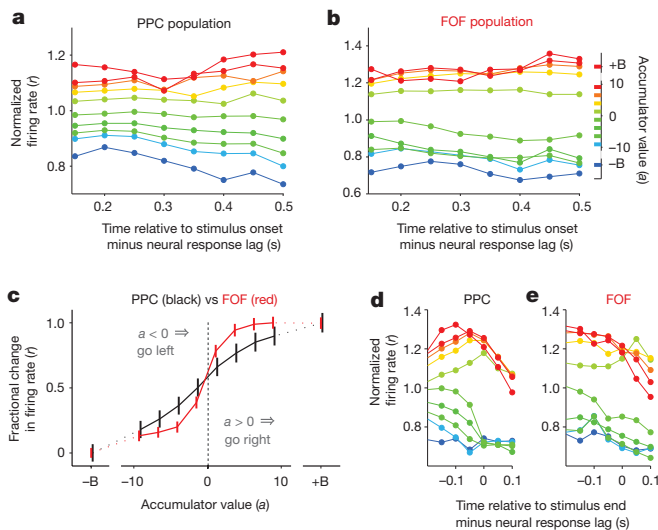 a
PPC population
Normalized
firing rate (r)
1.2
1.0
0.8
0.2
0.3
0.4
0.5
Time relative to stimulus onset
minus neural response lag (s)
b
FOF population
1.4
1.2
1.0
0.8
0.6
0.2
0.3
0.4
0.5
Time relative to stimulus onset
minus neural response lag (s)
+B
10
0
−10
−B
Accumulator value (a)
c
PPC (black) vs FOF (red)
Fractional change
in firing rate (r)
1.0
0.5
0
a < 0 ⇒
go left
a > 0 ⇒
go right
−B
−10
0
10
+B
Accumulator value (a)
d
PPC
Normalized
firing rate (r)
1.4
1.2
1.0
0.8
−0.1
0
0.1
e
FOF
1.4
1.2
1.0
0.8
−0.1
0
0.1
Time relative to stimulus end
minus neural response lag (s)